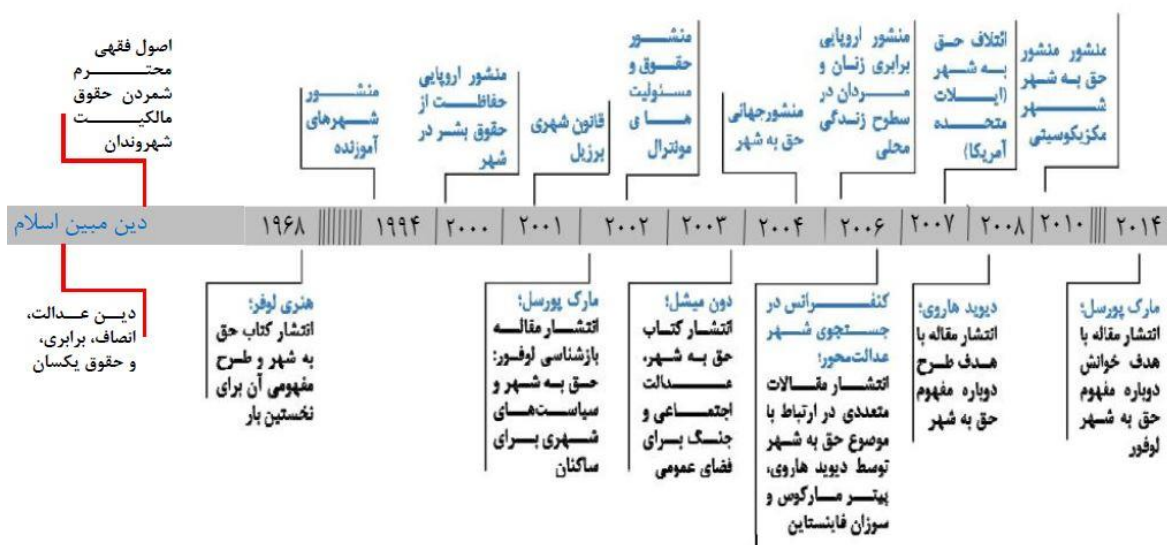 اصول فقهی
محترم
شمردن حقوق
مالکیت
شهروندان
منشور
شهرهای
آموزنده
منشور اروپایی
حفاظت از
حقوق بشر در
شهر
قانون شهری
برزیل
منشور
حقوق و
مسئولیت
ها ی
مونترال
منشورجهانی
حق به شهر
منشور اروپایی
برابری زنان و
مردان در
سطوح زندگی
محلی
ائتلاف حق
به شهر
(ایلات
متحده
آمریکا)
منشور منشور
حق به شهر
شهر
مکزیکوسیتی
دین مبین اسلام
۱۹۶۸ ۱۹۹۴ ۲۰۰۰ ۲۰۰۱ ۲۰۰۲ ۲۰۰۳ ۲۰۰۴ ۲۰۰۶ ۲۰۰۷ ۲۰۰۸ ۲۰۱۰ ۲۰۱۴
دین عدالت،
انصاف، برابری،
و حقوق یکسان
هنری لوفر؛
انتشار کتاب حق
به شهر و طرح
مفهومی آن برای
نخستین بار
مارک پورسل؛
انتشار مقاله
بازشناسی لوفور:
حق به شهر و
سیاست‌های
شهری برای
ساکنان
دون میشل؛
انتشار کتاب
حق به شهر،
عدالت
اجتماعی و
جنگ برای
فضای عمومی
کنفرانس در
جستجوی شهر
عدالت‌محور؛
انتشار مقالات
متعددی در ارتباط با
موضوع حق به شهر
توسط دیوید هاروی،
پیتر مارکوس و
سوزان فاینستاین
دیوید هاروی؛
انتشار مقاله با
هدف طرح
دوباره مفهوم
حق به شهر
مارک پورسل؛
انتشار مقاله با
هدف خوانش
دوباره مفهوم
حق به شهر
لوفور